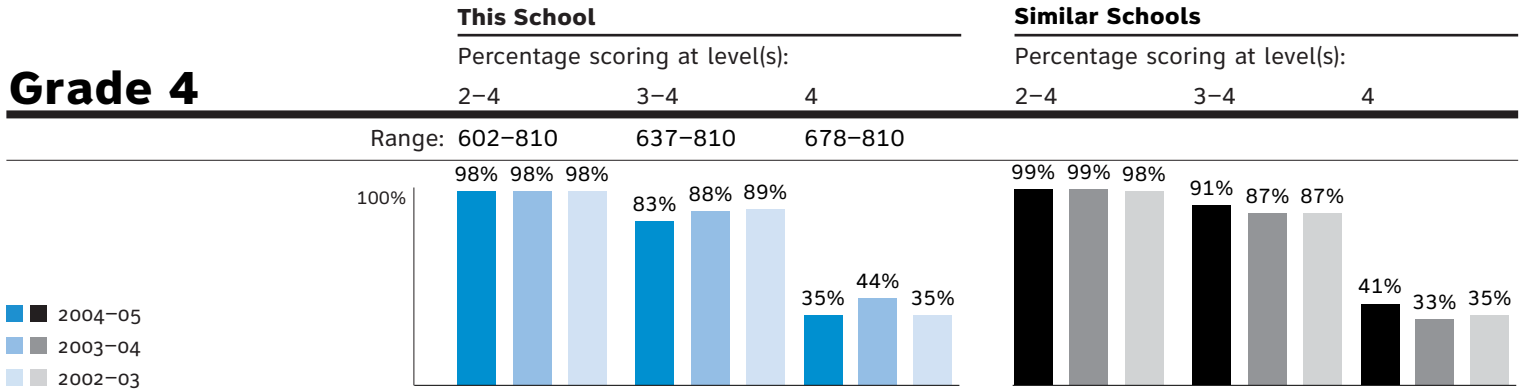 This School Similar Schools
Percentage scoring at level(s): Percentage scoring at level(s):
Grade 4 2–4 3–4 4 2–4 3–4 4
Range: 602–810 637–810 678–810
98% 98% 98% 83% 88% 89% 35% 44% 35% 99% 99% 98% 91% 87% 87% 41% 33% 35%
100%
2004–05
2003–04
2002–03